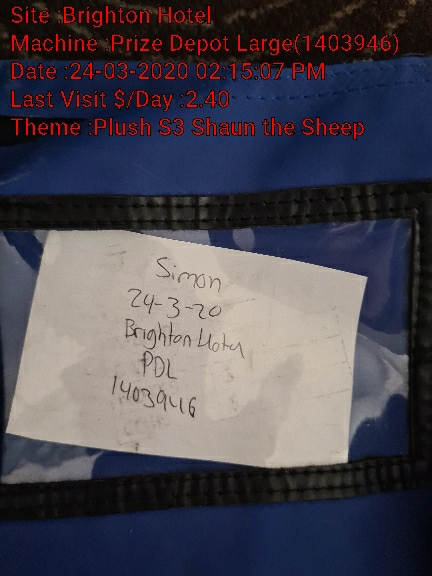 Site :Brighton Hotel
Machine :Prize Depot Large(1403946)
Date :24-03-2020 02:15:07 PM
Last Visit $/Day :2.40
Theme :Plush S3 Shaun the Sheep
Simon
24-3-20
Brighton Hotel
PDL
1403946